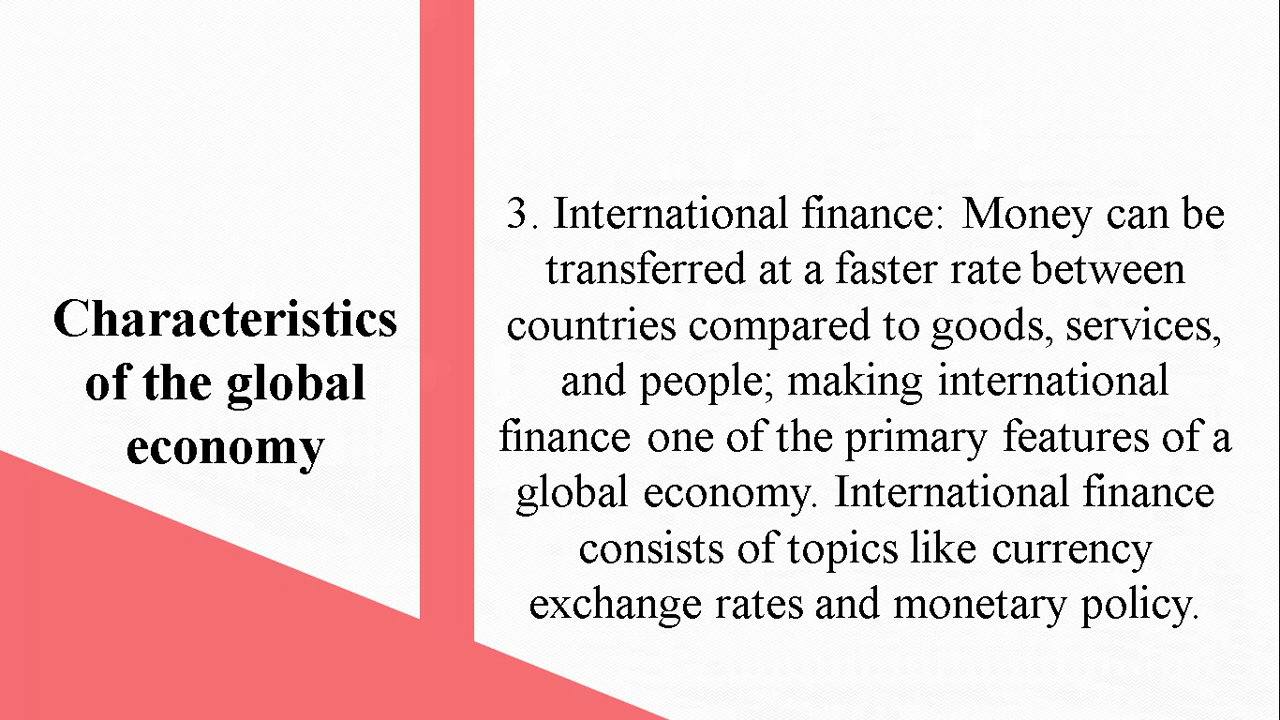 Characteristics
of the global
economy
3. International finance: Money can be
transferred at a faster rate between
countries compared to goods, services,
and people; making international
finance one of the primary features of a
global economy. International finance
consists of topics like currency
exchange rates and monetary policy.